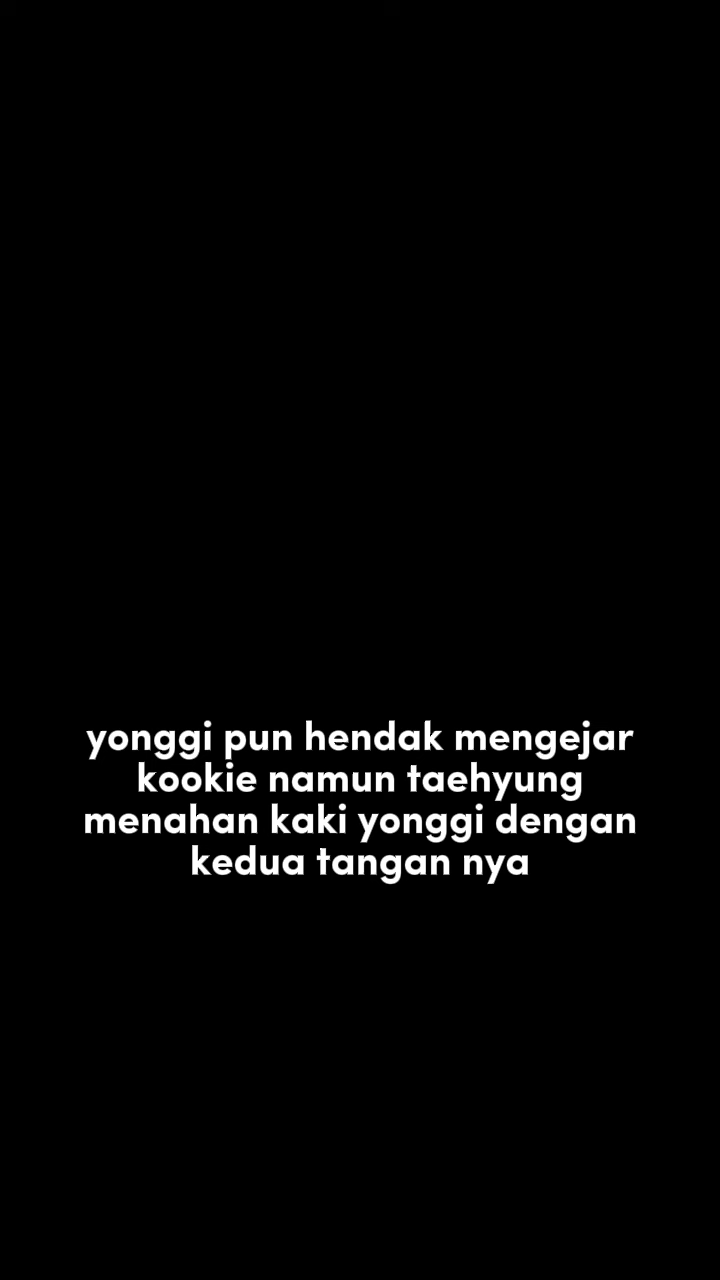 yonggi pun hendak mengejar
kookie namun taehyung
menahan kaki yonggi dengan
kedua tangan nya